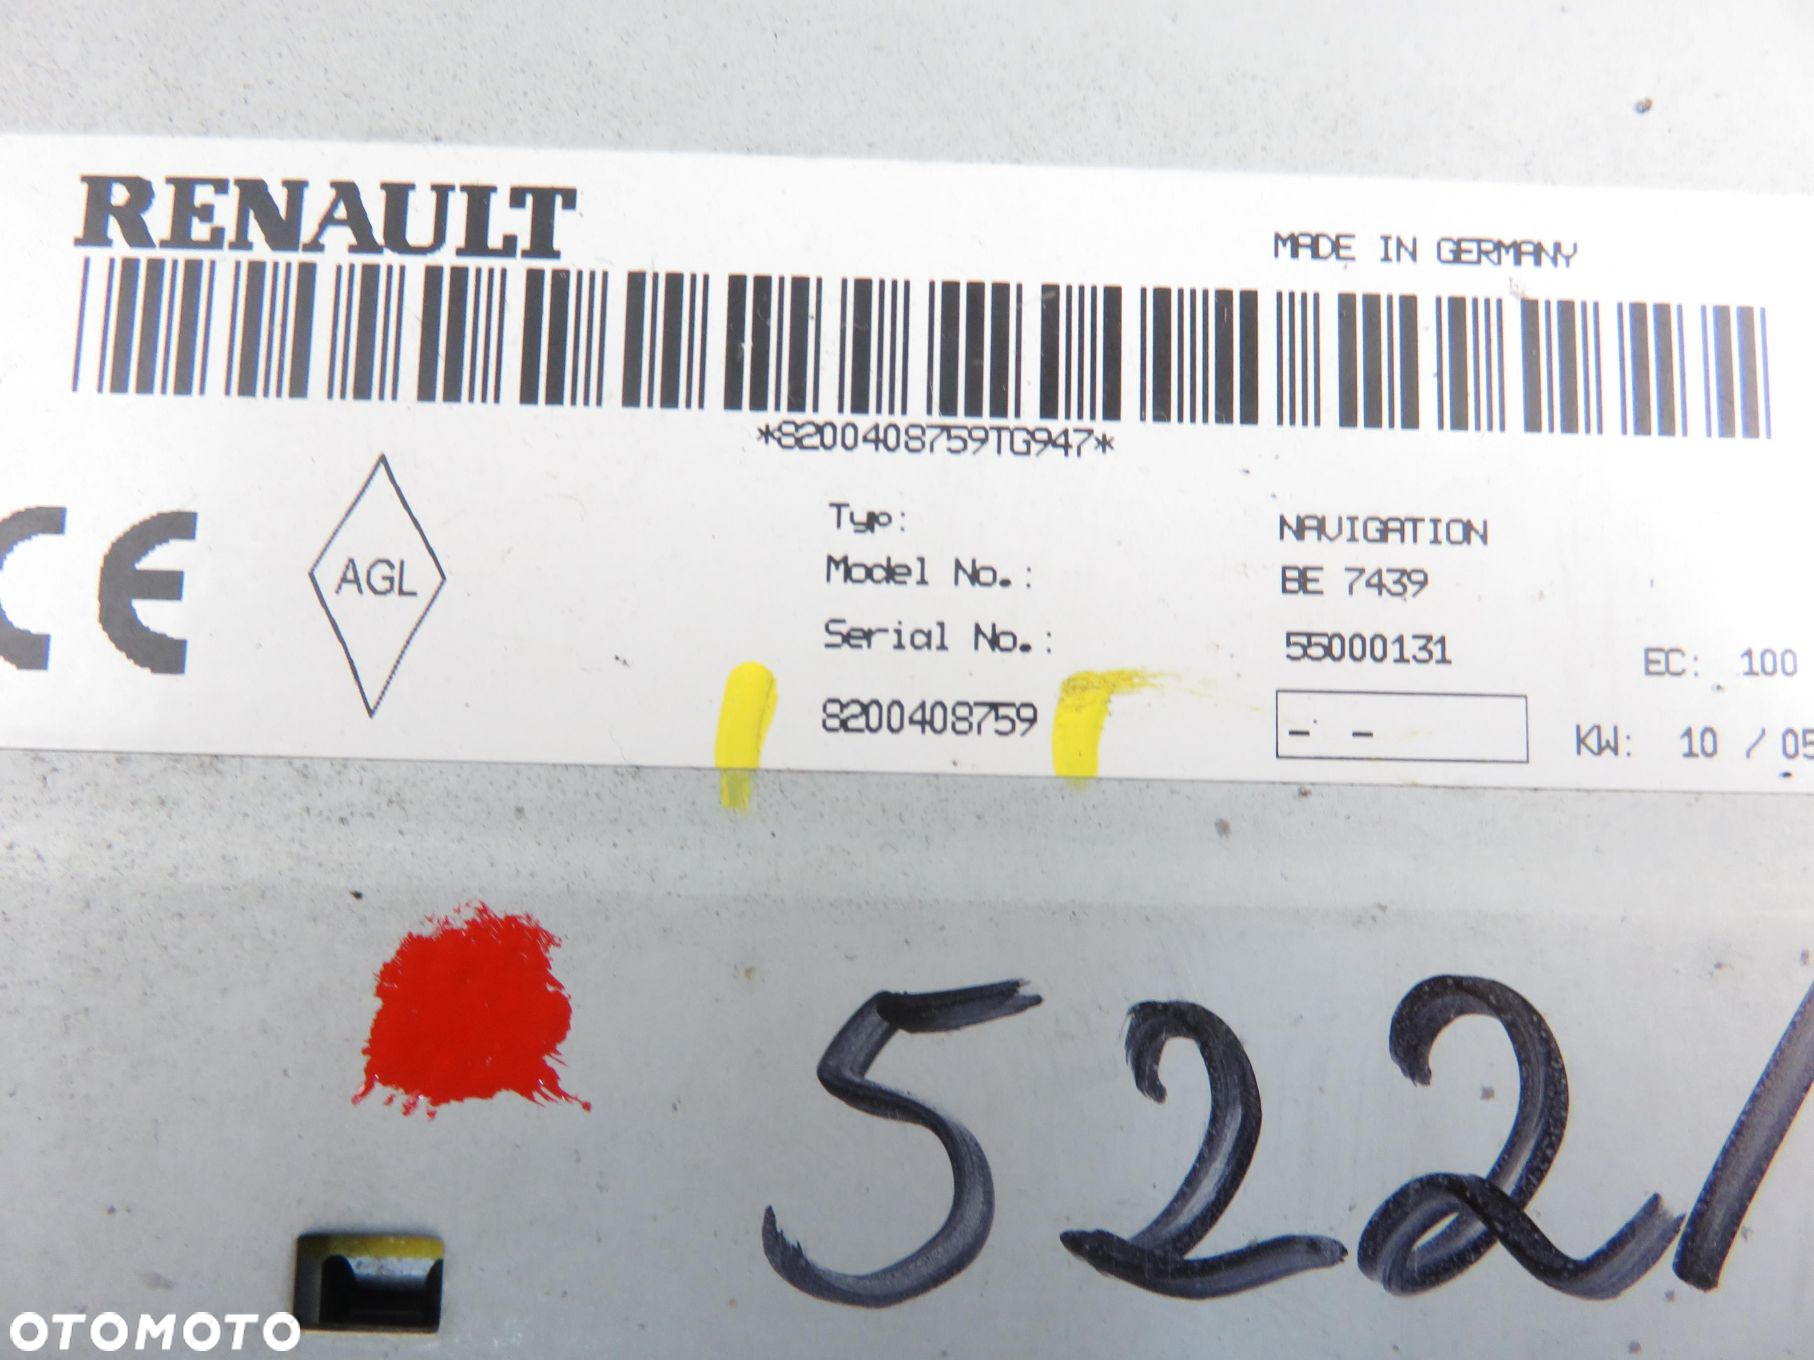 RENAULT
MADE IN GERMANY
*8200408759TG947*
CE
AGL
Typ: NAVIGATION
Model No.: BE 7439
Serial No.: 55000131 EC: 100
8200408759 - - KW: 10 / 05
522/
OTOMOTO